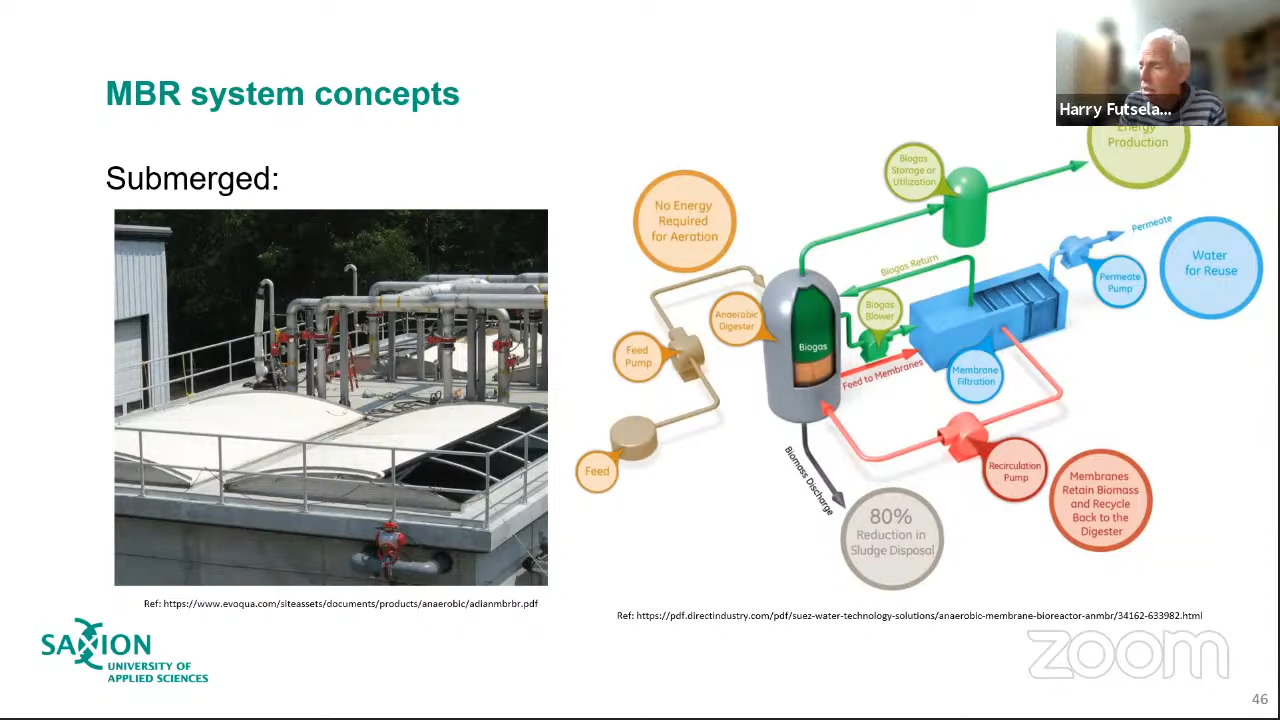 MBR system concepts
Harry Futsela...
Submerged:
Energy
Production
Biogas
Storage or
Utilization
No Energy
Required
for Aeration
Permeate
Water
for Reuse
Biogas Return
Permeate
Pump
Anaerobic
Digester
Biogas
Blower
Biogas
Feed
Pump
Feed to Membranes
Membrane
Filtration
Feed
Biomass Discharge
Recirculation
Pump
Membranes
Retain Biomass
and Recycle
Back to the
Digester
80%
Reduction in
Sludge Disposal
Ref: https://www.evoqua.com/siteassets/documents/products/anaerobic/adianmbrbr.pdf
Ref: https://pdf.directindustry.com/pdf/suez-water-technology-solutions/anaerobic-membrane-bioreactor-anmbr/34162-633982.html
SAXION
UNIVERSITY OF
APPLIED SCIENCES
zoom
46